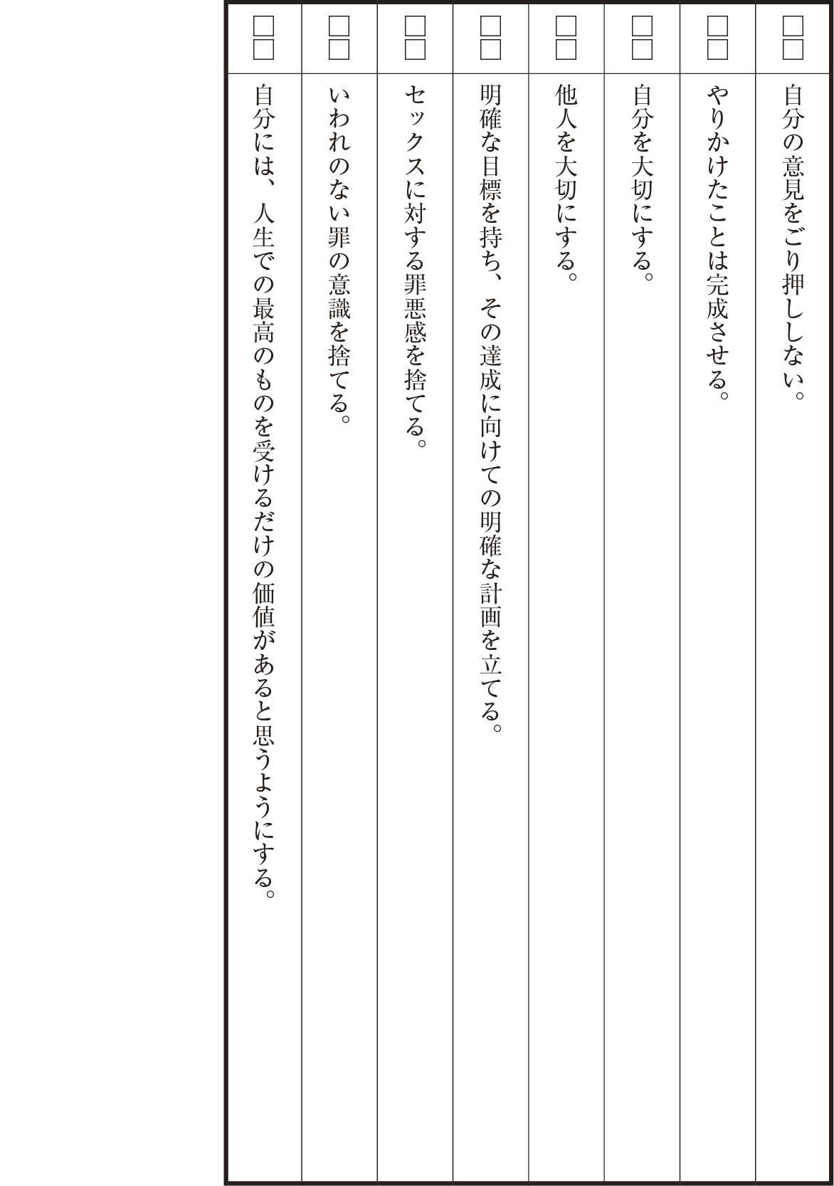 □□ 自分の意見をごり押ししない。
□□ やりかけたことは完成させる。
□□ 自分を大切にする。
□□ 他人を大切にする。
□□ 明確な目標を持ち、その達成に向けての明確な計画を立てる。
□□ セックスに対する罪悪感を捨てる。
□□ いわれのない罪の意識を捨てる。
□□ 自分には、人生での最高のものを受けるだけの価値があると思うようにする。